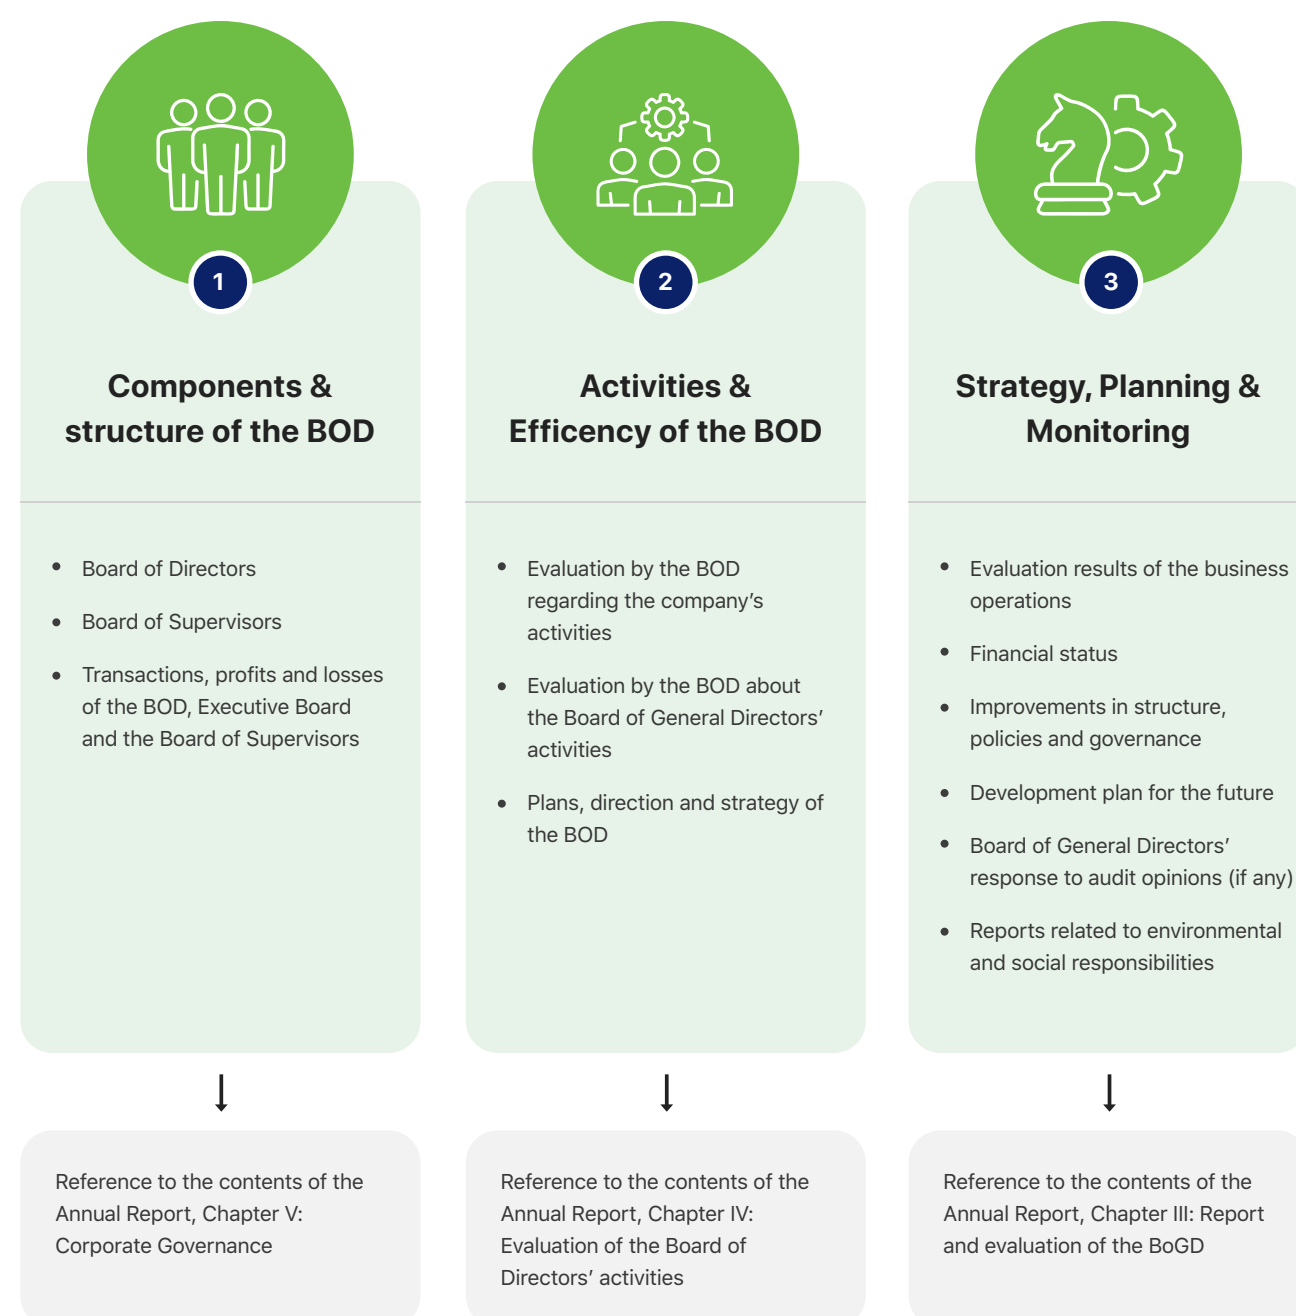 1
Components &
structure of the BOD
• Board of Directors
• Board of Supervisors
• Transactions, profits and losses
of the BOD, Executive Board
and the Board of Supervisors
Reference to the contents of the
Annual Report, Chapter V:
Corporate Governance
2
Activities &
Efficency of the BOD
• Evaluation by the BOD
regarding the company’s
activities
• Evaluation by the BOD about
the Board of General Directors’
activities
• Plans, direction and strategy of
the BOD
Reference to the contents of the
Annual Report, Chapter IV:
Evaluation of the Board of
Directors’ activities
3
Strategy, Planning &
Monitoring
• Evaluation results of the business
operations
• Financial status
• Improvements in structure,
policies and governance
• Development plan for the future
• Board of General Directors’
response to audit opinions (if any)
• Reports related to environmental
and social responsibilities
Reference to the contents of the
Annual Report, Chapter III: Report
and evaluation of the BoGD